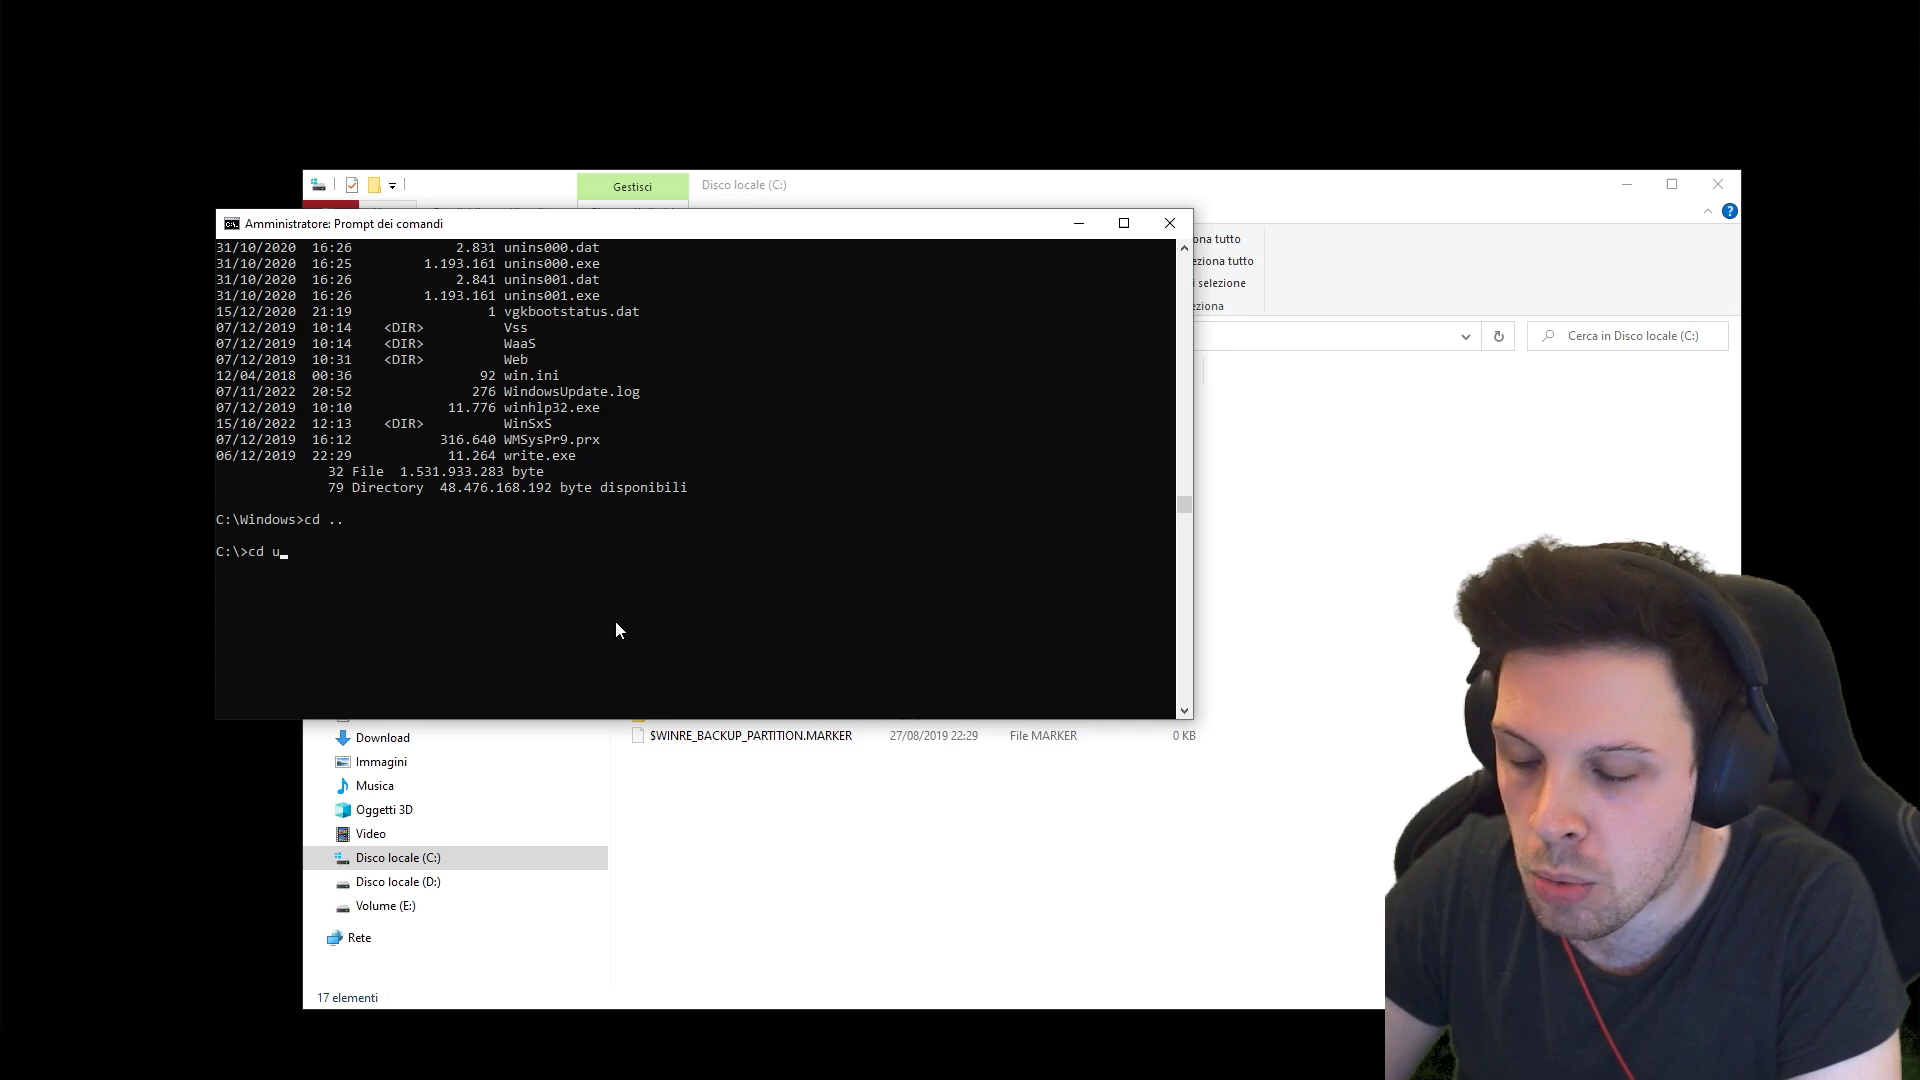 Gestisci
Disco locale (C:)
Amministratore: Prompt dei comandi
31/10/2020  16:26             2.831 unins000.dat
31/10/2020  16:25         1.193.161 unins000.exe
31/10/2020  16:26             2.841 unins001.dat
31/10/2020  16:26         1.193.161 unins001.exe
15/12/2020  21:19                 1 vgkbootstatus.dat
07/12/2019  10:14    <DIR>          Vss
07/12/2019  10:14    <DIR>          WaaS
07/12/2019  10:31    <DIR>          Web
12/04/2018  00:36                92 win.ini
07/11/2022  20:52               276 WindowsUpdate.log
07/12/2019  10:10            11.776 winhlp32.exe
15/10/2022  12:13    <DIR>          WinSxS
07/12/2019  16:12           316.640 WMSysPr9.prx
06/12/2019  22:29            11.264 write.exe
32 File  1.531.933.283 byte
79 Directory  48.476.168.192 byte disponibili
C:\Windows>cd ..
C:\>cd u
ona tutto
eziona tutto
i selezione
eziona
Cerca in Disco locale (C:)
$WINRE_BACKUP_PARTITION.MARKER 27/08/2019 22:29 File MARKER 0 KB
Download
Immagini
Musica
Oggetti 3D
Video
Disco locale (C:)
Disco locale (D:)
Volume (E:)
Rete
17 elementi